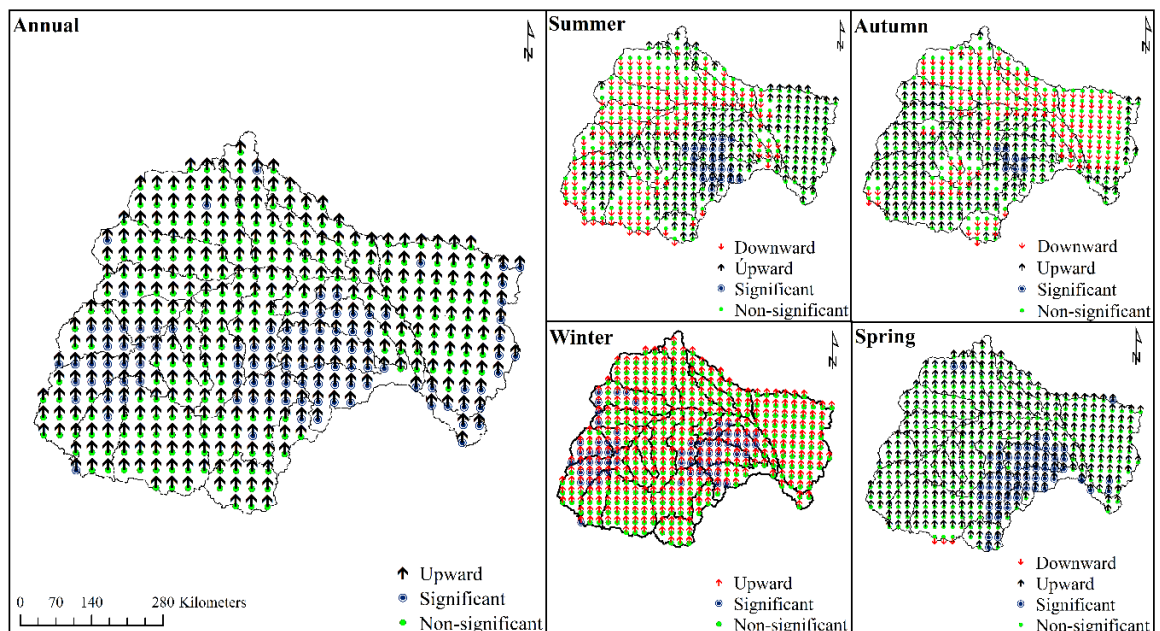 Annual
N
Upward
Significant
Non-significant
0 70 140 280 Kilometers
Summer
N
Downward
Úpward
Significant
Non-significant
Autumn
N
Downward
Upward
Significant
Non-significant
Winter
N
Upward
Significant
Non-significant
Spring
N
Downward
Upward
Significant
Non-significant